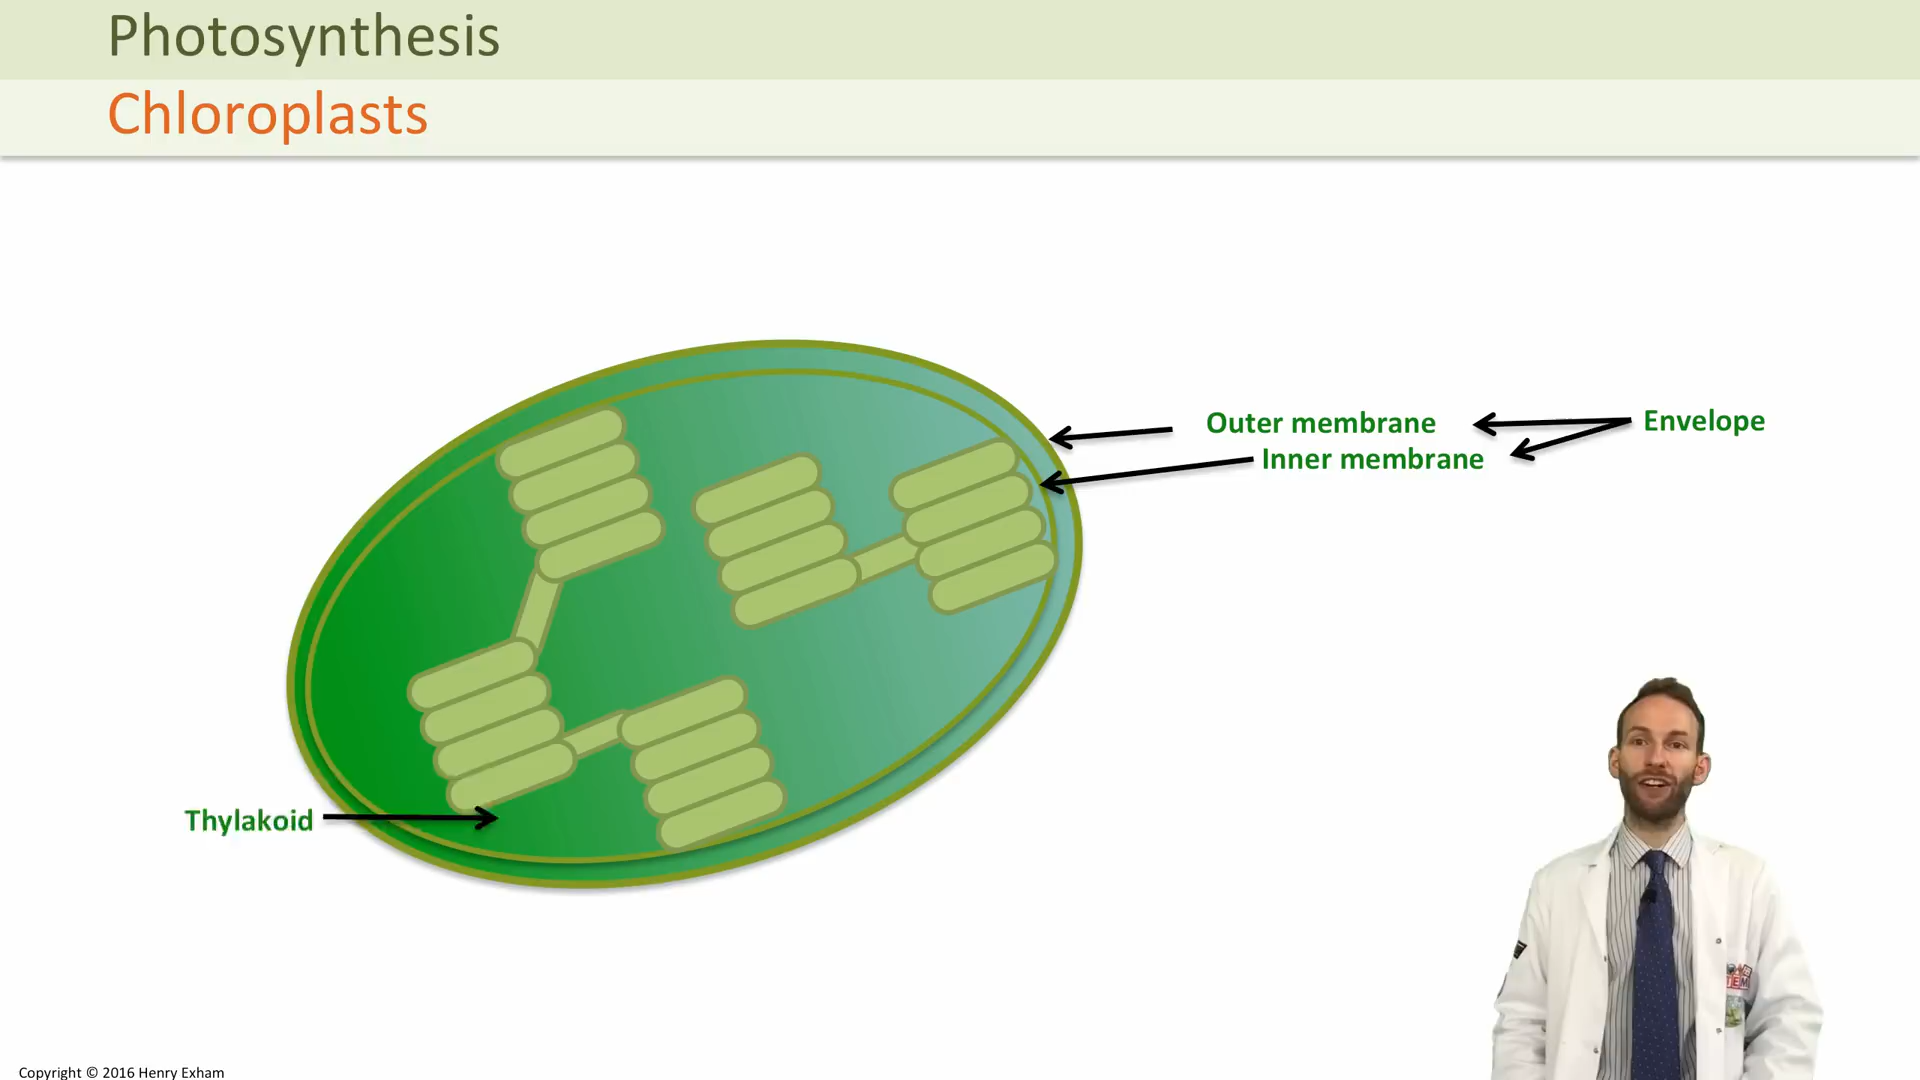 Photosynthesis
Chloroplasts
Outer membrane
Envelope
Inner membrane
Thylakoid
Copyright © 2016 Henry Exham